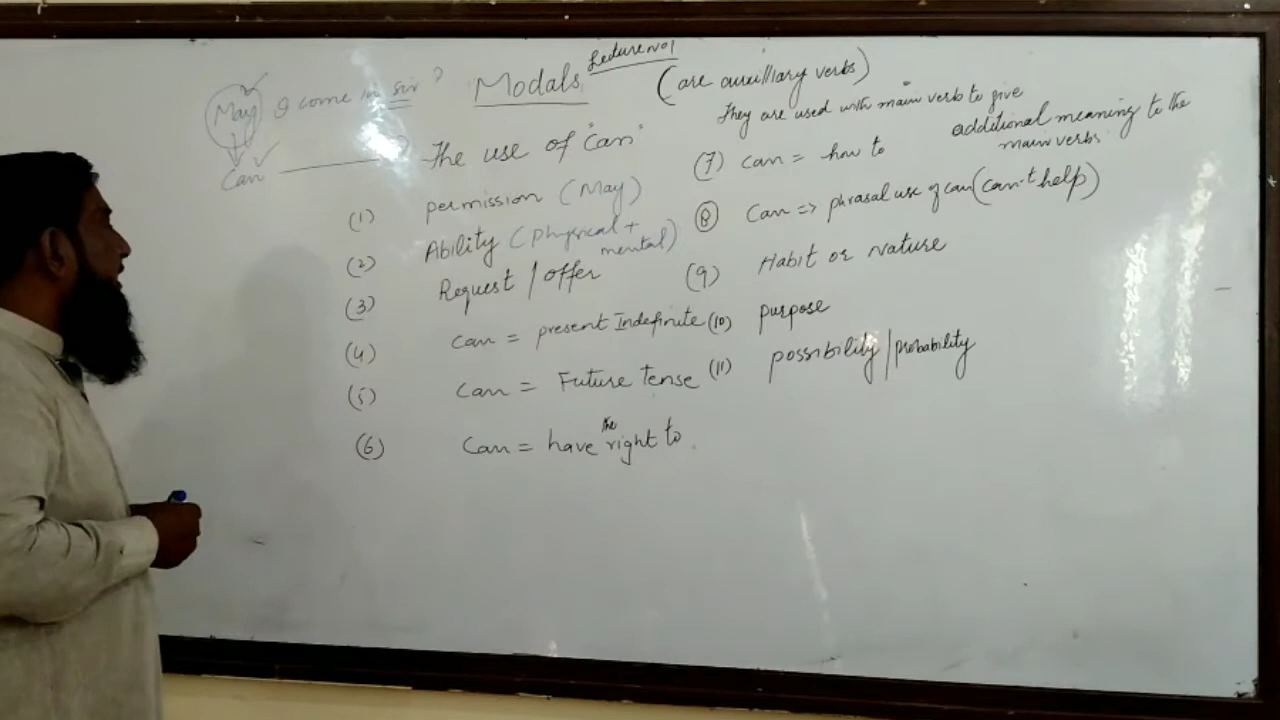 Lecture no 1
Modals (are auxilliary verbs)
They are used with main verb to give
additional meaning to the
main verbs.
May I come in sir?
Can ———?
The use of "Can"
(1) permission (May)
(2) Ability (physical +
mental)
(3) Request / offer
(4) Can = present Indefinite
(5) Can = Future tense
(6) Can = have the right to
(7) Can = how to
(8) Can => phrasal use of can (can't help)
(9) Habit or Nature
(10) purpose
(11) possibility / probability